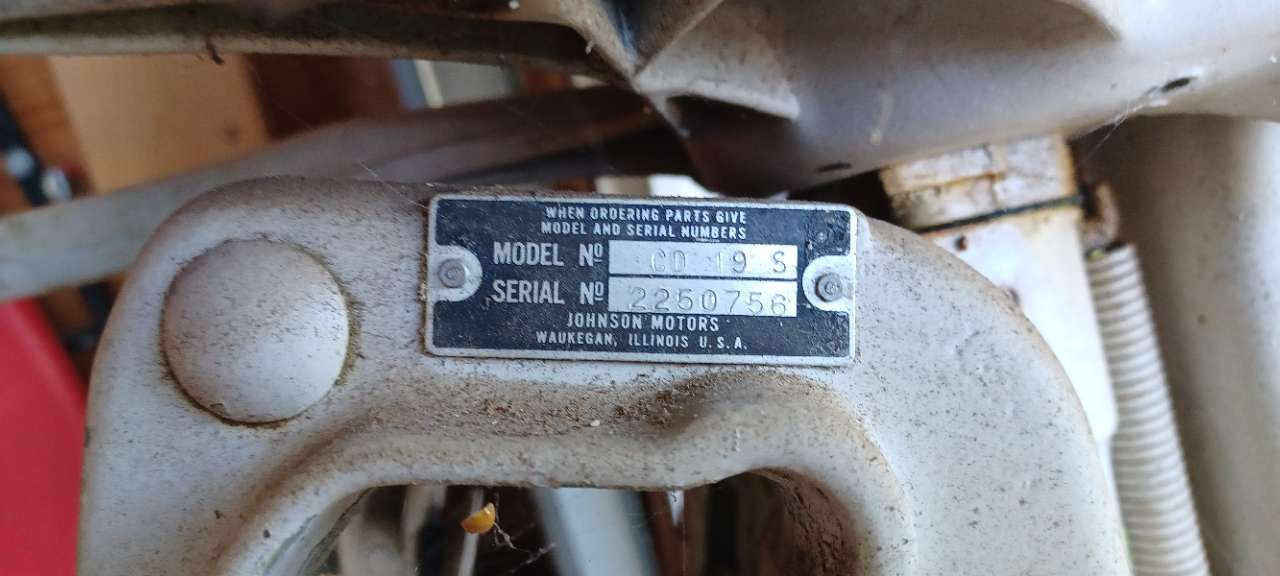 WHEN ORDERING PARTS GIVE
MODEL AND SERIAL NUMBERS
MODEL Nº CD 19 S
SERIAL Nº 2250756
JOHNSON MOTORS
WAUKEGAN, ILLINOIS U.S.A.